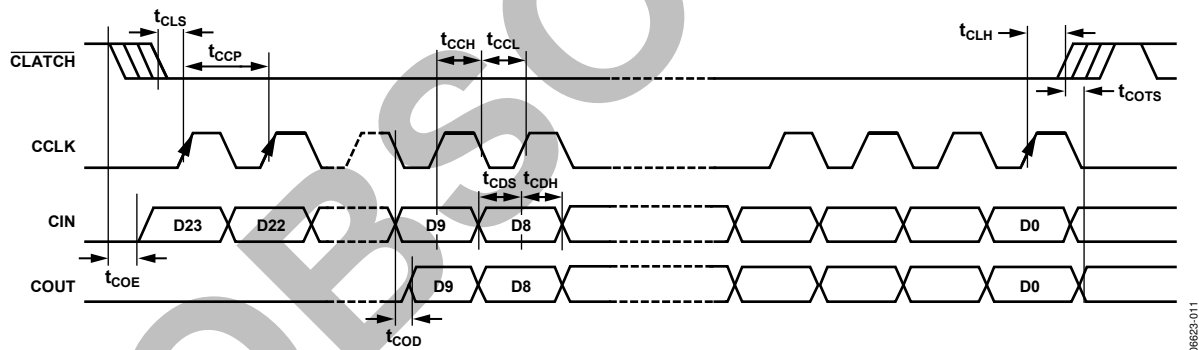 tCLS
tCCP
tCCH
tCCL
tCLH
CLATCH
tCOTS
CCLK
tCDS
tCDH
CIN
D23
D22
D9
D8
D0
tCOE
COUT
D9
D8
D0
tCOD
06623-011
OBSO